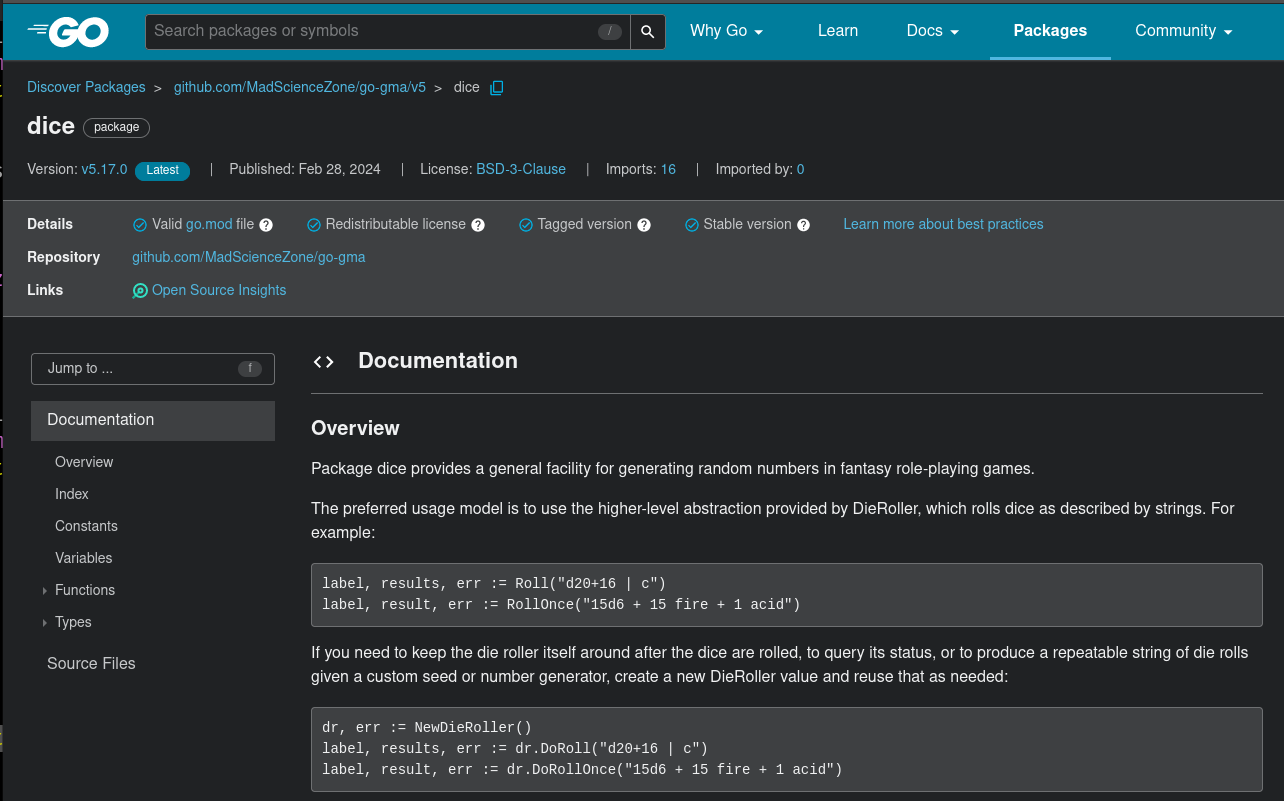 GO
Search packages or symbols /
Why Go
Learn
Docs
Packages
Community
Discover Packages > github.com/MadScienceZone/go-gma/v5 > dice
dice package
Version: v5.17.0 Latest | Published: Feb 28, 2024 | License: BSD-3-Clause | Imports: 16 | Imported by: 0
Details Valid go.mod file ? Redistributable license ? Tagged version ? Stable version ? Learn more about best practices
Repository github.com/MadScienceZone/go-gma
Links Open Source Insights
Jump to ... f
Documentation
Overview
Index
Constants
Variables
Functions
Types
Source Files
<> Documentation
Overview
Package dice provides a general facility for generating random numbers in fantasy role-playing games.
The preferred usage model is to use the higher-level abstraction provided by DieRoller, which rolls dice as described by strings. For
example:
label, results, err := Roll("d20+16 | c")
label, result, err := RollOnce("15d6 + 15 fire + 1 acid")
If you need to keep the die roller itself around after the dice are rolled, to query its status, or to produce a repeatable string of die rolls
given a custom seed or number generator, create a new DieRoller value and reuse that as needed:
dr, err := NewDieRoller()
label, results, err := dr.DoRoll("d20+16 | c")
label, result, err := dr.DoRollOnce("15d6 + 15 fire + 1 acid")